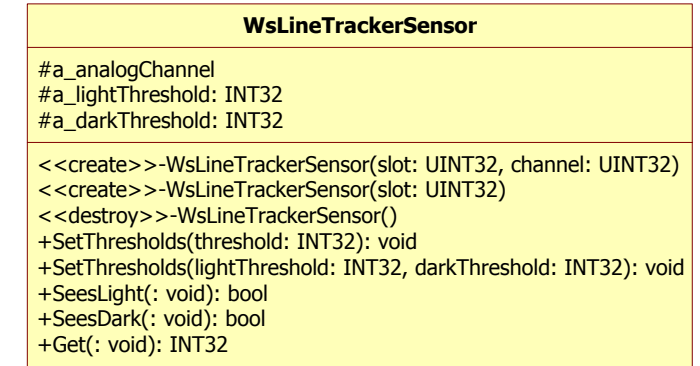 WsLineTrackerSensor
#a_analogChannel
#a_lightThreshold: INT32
#a_darkThreshold: INT32
<<create>>-WsLineTrackerSensor(slot: UINT32, channel: UINT32)
<<create>>-WsLineTrackerSensor(slot: UINT32)
<<destroy>>-WsLineTrackerSensor()
+SetThresholds(threshold: INT32): void
+SetThresholds(lightThreshold: INT32, darkThreshold: INT32): void
+SeesLight(: void): bool
+SeesDark(: void): bool
+Get(: void): INT32